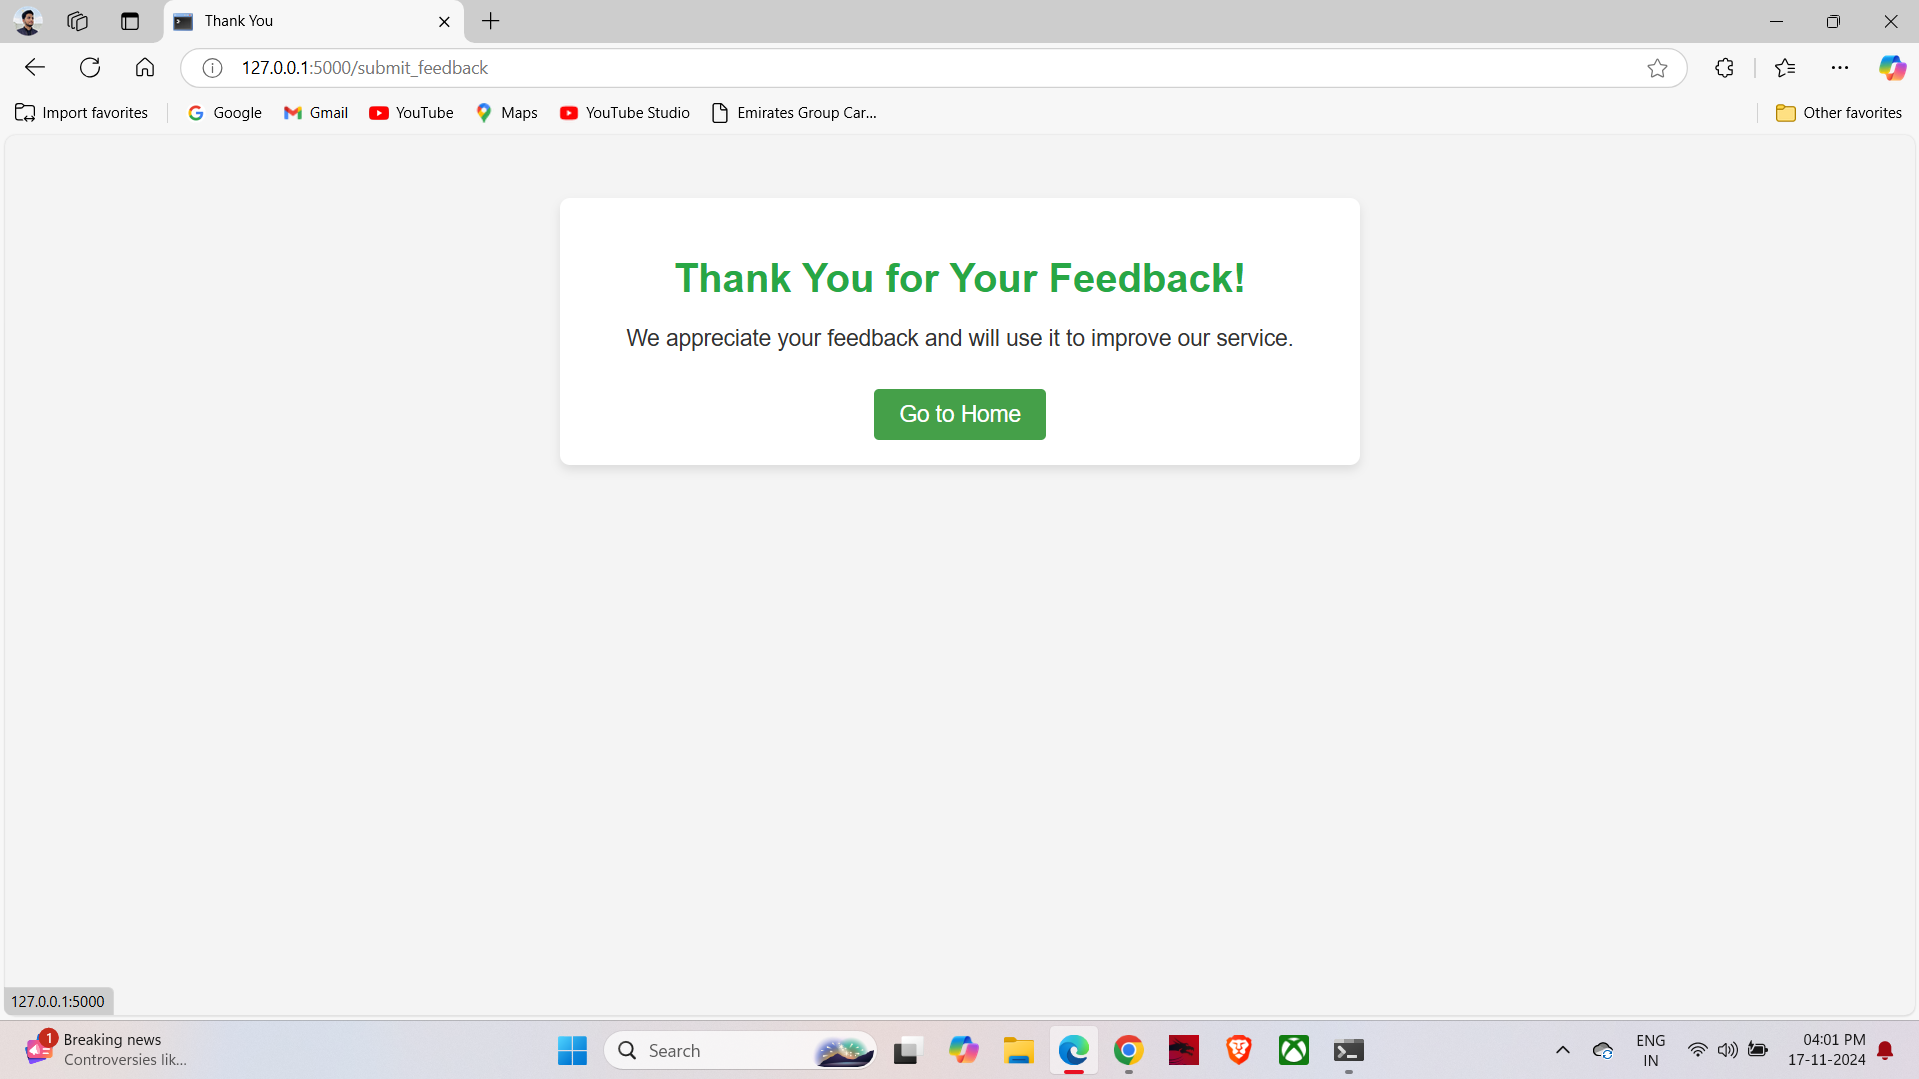 Thank You
127.0.0.1:5000/submit_feedback
Import favorites
Google
Gmail
YouTube
Maps
YouTube Studio
Emirates Group Car...
Other favorites
Thank You for Your Feedback!
We appreciate your feedback and will use it to improve our service.
Go to Home
127.0.0.1:5000
1
Breaking news
Controversies lik...
Search
ENG
IN
04:01 PM
17-11-2024